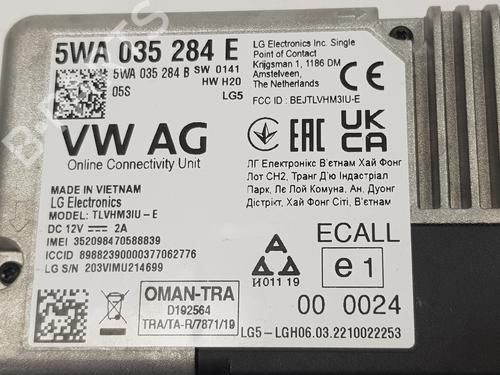 5WA 035 284 E
5WA 035 284 B SW 0141
HW H20
05S
LG5
LG Electronics Inc. Single
Point of Contact
Krijgsman 1, 1186 DM
Amstelveen,
The Netherlands
FCC ID : BEJTLVHM3IU-E
VW AG
Online Connectivity Unit
EAC
UK
CA
ЛГ Електронікс В'єтнам Хай Фонг
Лот CH2, Транг Д'ю Індастріал
Парк, Ле Лой Комуна, Ан. Дуонг
Дістрікт, Хай Фонг Сіті, В'єтнам
MADE IN VIETNAM
LG Electronics
MODEL: TLVHM3IU-E
DC 12V 2A
IMEI 352098470588839
ICCID 89882390000377062776
LG S/N 203VIMU214699
OMAN-TRA
D192564
TRA/TA-R/7871/19
И011 19
ECALL
e1
00 0024
LG5-LGH06.03.2210022253